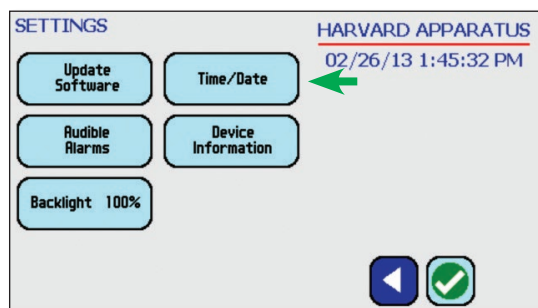 SETTINGS
HARVARD APPARATUS
02/26/13 1:45:32 PM
Update
Software
Time/Date
Audible
Alarms
Device
Information
Backlight 100%